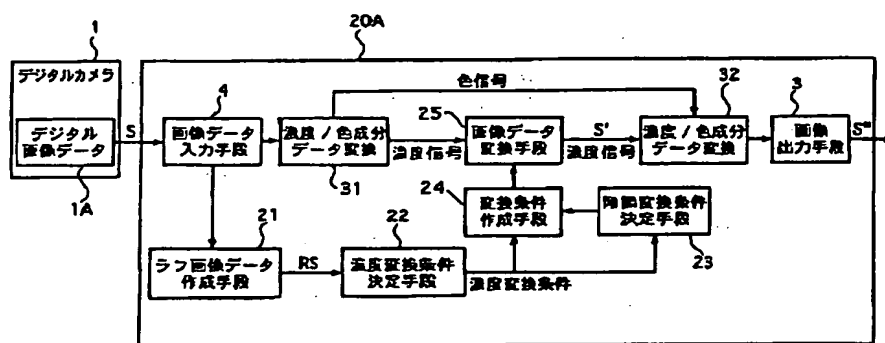 1
20A
デジタルカメラ
色信号
4
25
32
3
デジタル
画像データ
S
画像データ
入力手段
濃度/色成分
データ変換
濃度信号
画像データ
変換手段
S'
濃度信号
濃度/色成分
データ変換
画像
出力手段
S"
1A
31
24
変換条件
作成手段
階調変換条件
決定手段
21
22
23
ラフ画像データ
作成手段
RS
濃度変換条件
決定手段
濃度変換条件